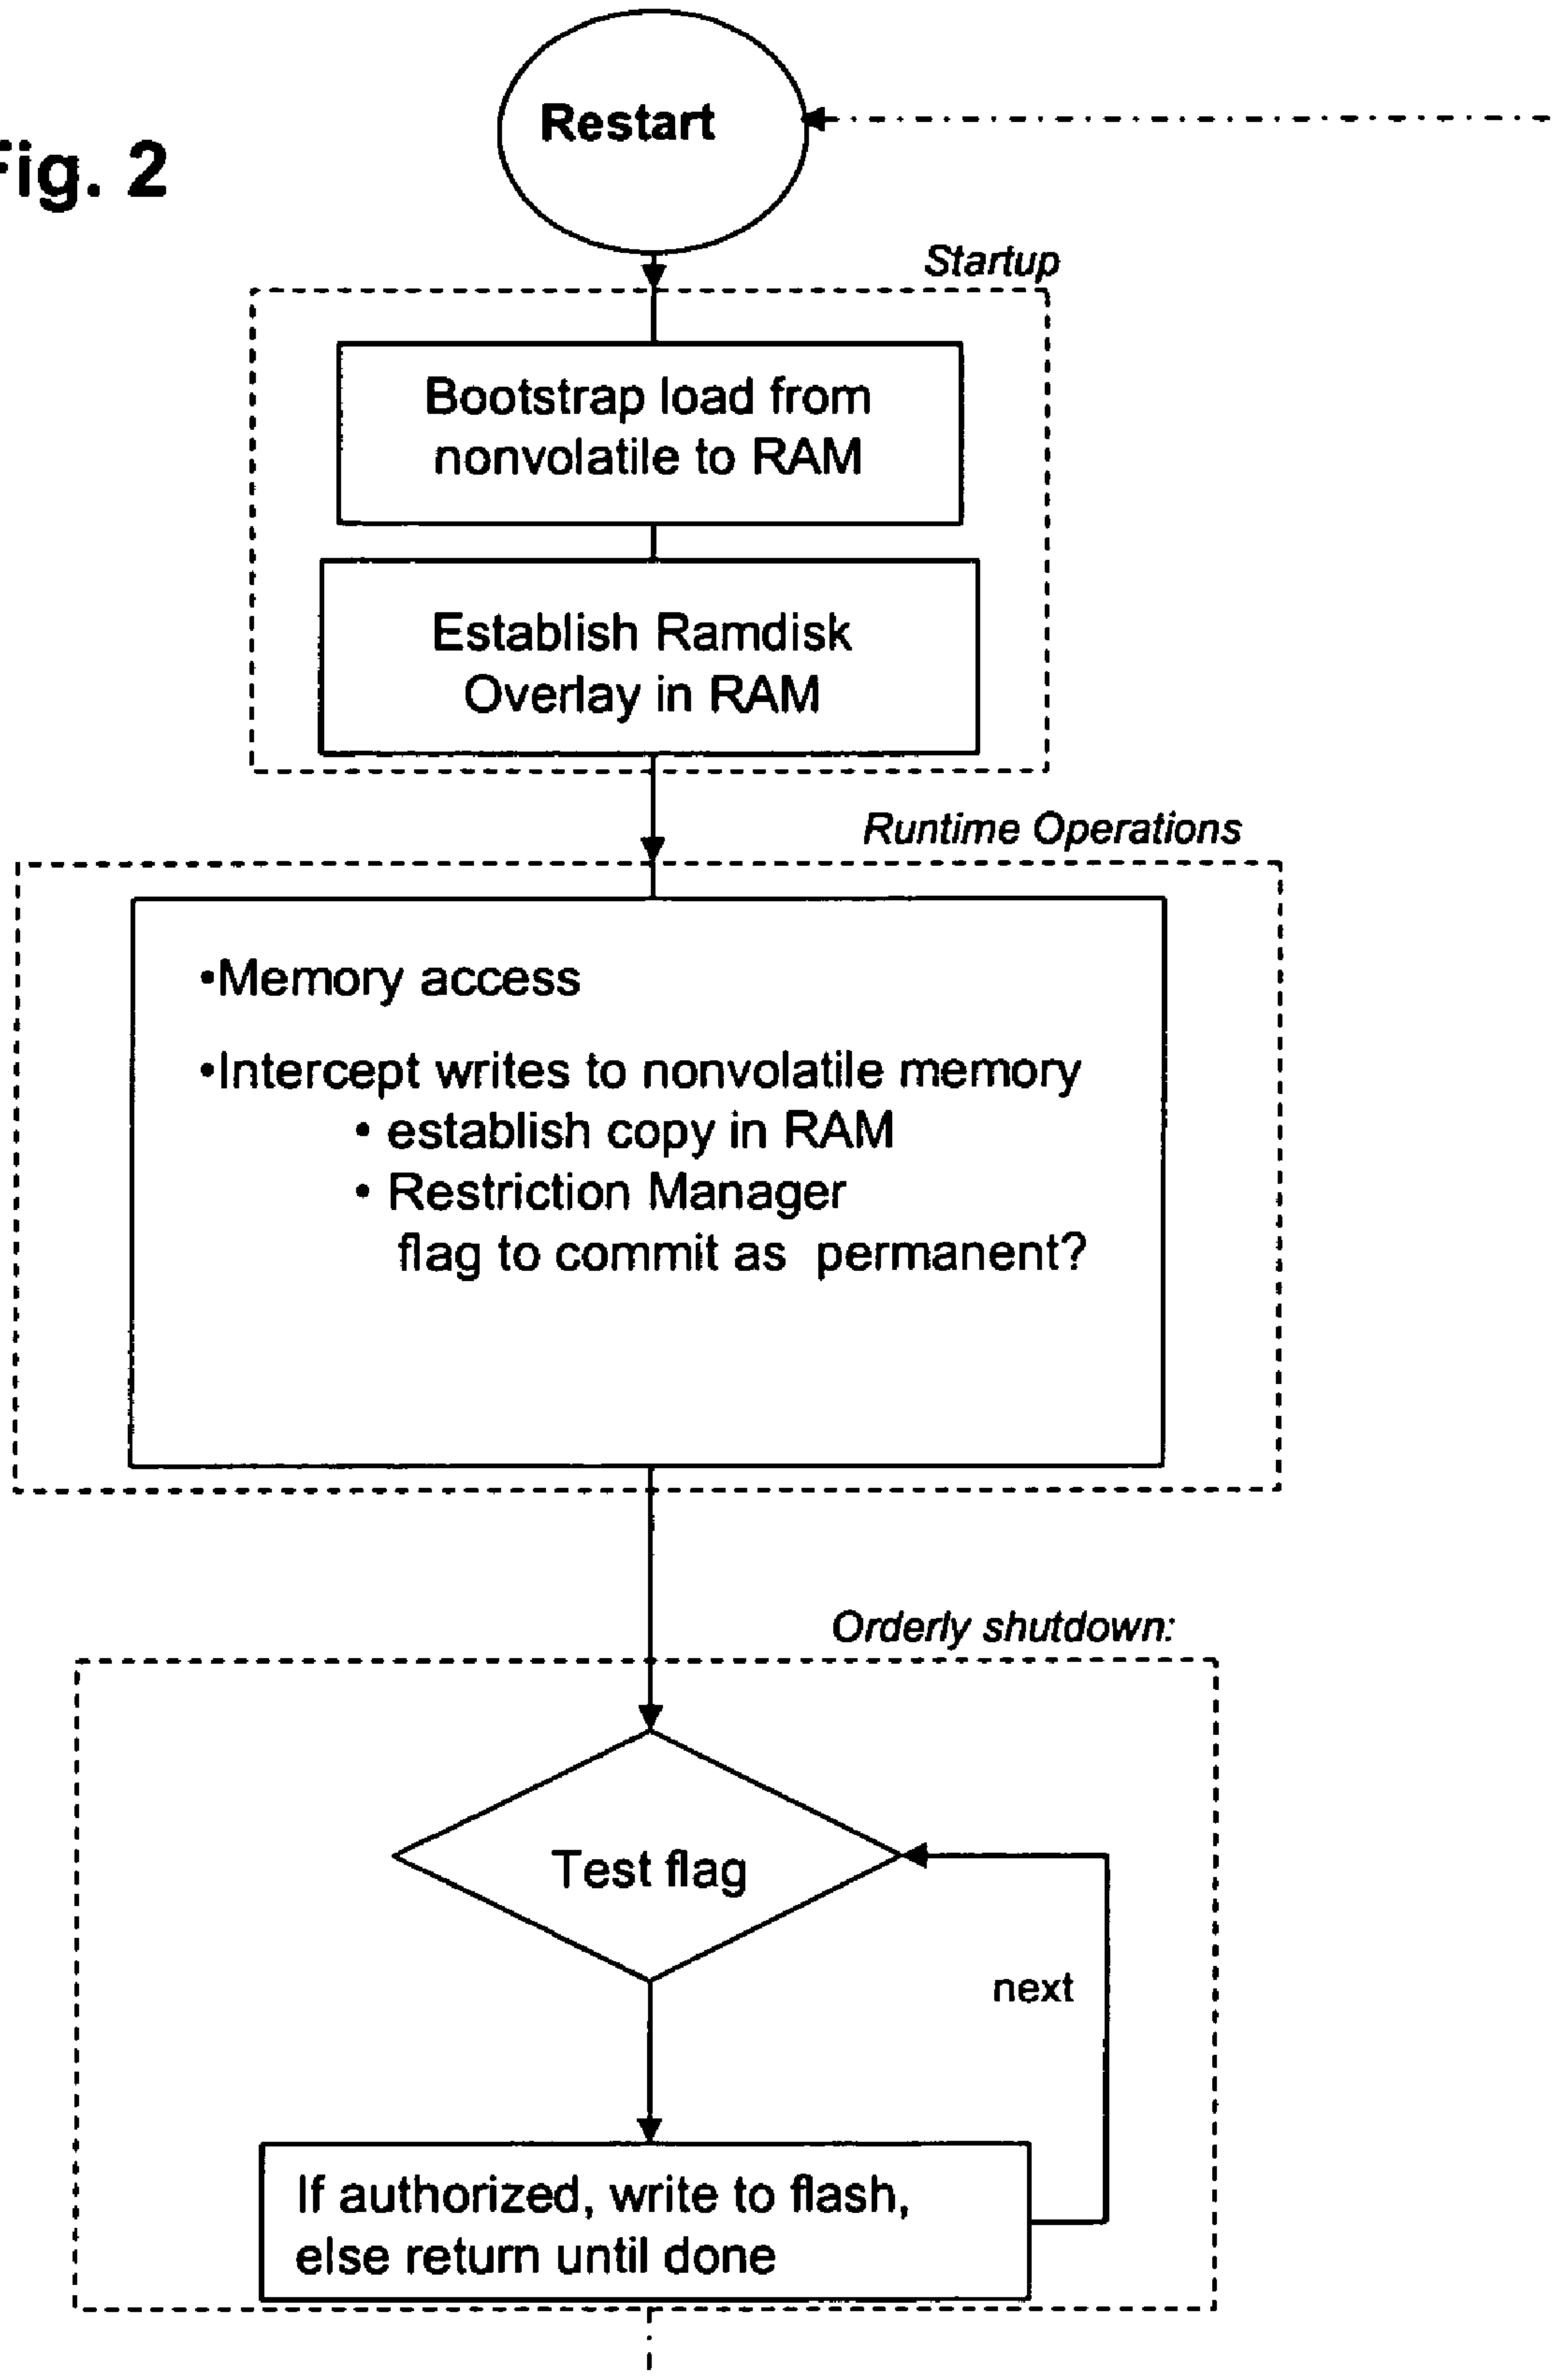 Restart
Fig. 2
Startup
Bootstrap load from
nonvolatile to RAM
Establish Ramdisk
Overlay in RAM
Runtime Operations
•Memory access
•Intercept writes to nonvolatile memory
• establish copy in RAM
• Restriction Manager
flag to commit as permanent?
Orderly shutdown:
Test flag
next
If authorized, write to flash,
else return until done